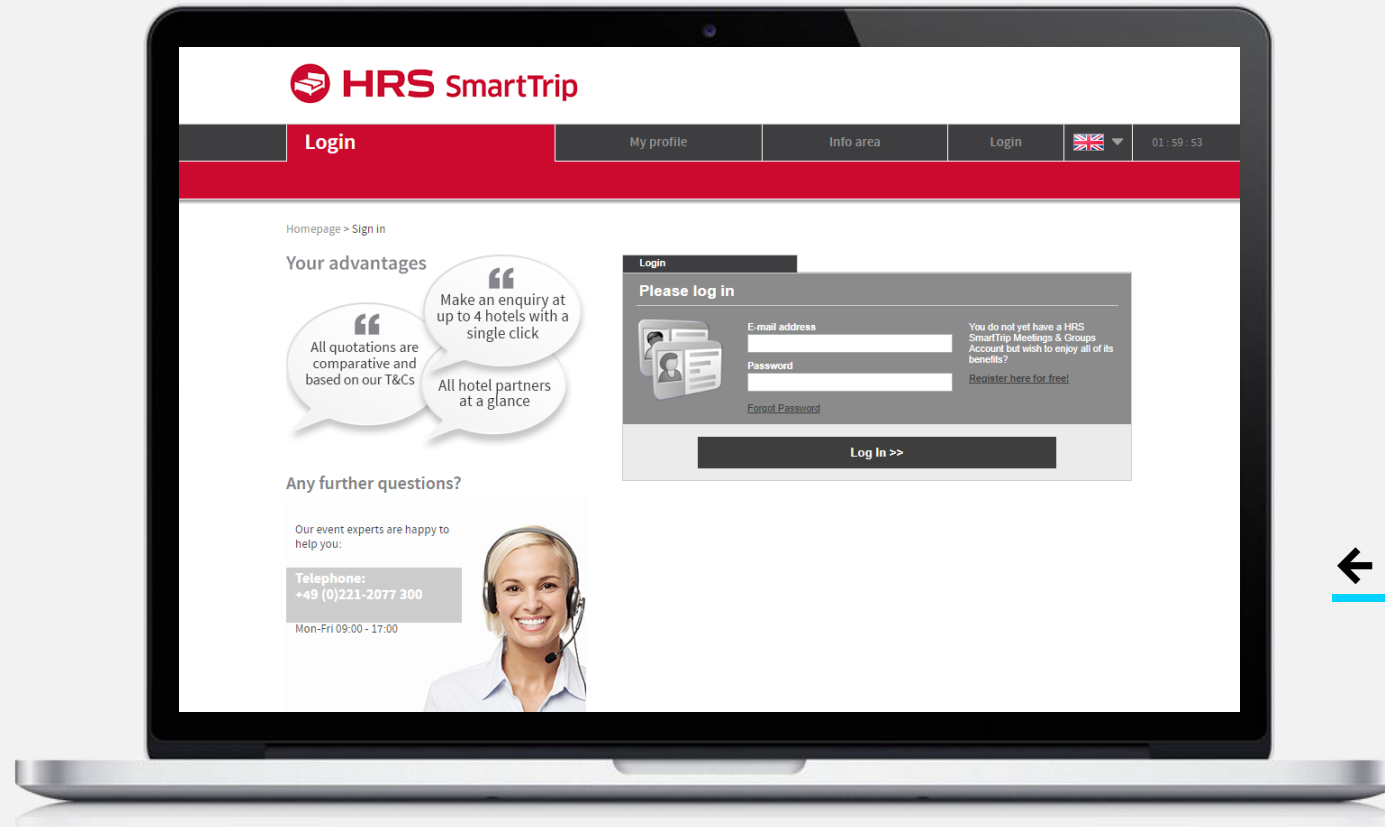 HRS SmartTrip
Login
My profile
Info area
Login
01 : 59 : 53
Homepage > Sign in
Your advantages
Make an enquiry at
up to 4 hotels with a
single click
All quotations are
comparative and
based on our T&Cs
All hotel partners
at a glance
Any further questions?
Our event experts are happy to
help you:
Telephone:
+49 (0)221-2077 300
Mon-Fri 09:00 - 17:00
Login
Please log in
E-mail address
Password
Forgot Password
You do not yet have a HRS
SmartTrip Meetings & Groups
Account but wish to enjoy all of its
benefits?
Register here for free!
Log In >>